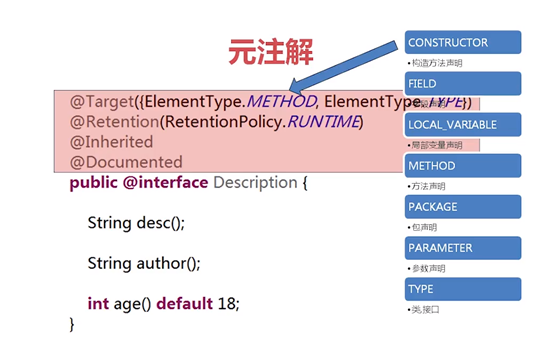 元注解
@Target({ElementType.METHOD, ElementType.TYPE})
@Retention(RetentionPolicy.RUNTIME)
@Inherited
@Documented
public @interface Description {
String desc();
String author();
int age() default 18;
}
CONSTRUCTOR
•构造方法声明
FIELD
声明
LOCAL_VARIABLE
•局部变量声明
METHOD
•方法声明
PACKAGE
•包声明
PARAMETER
•参数声明
TYPE
•类,接口